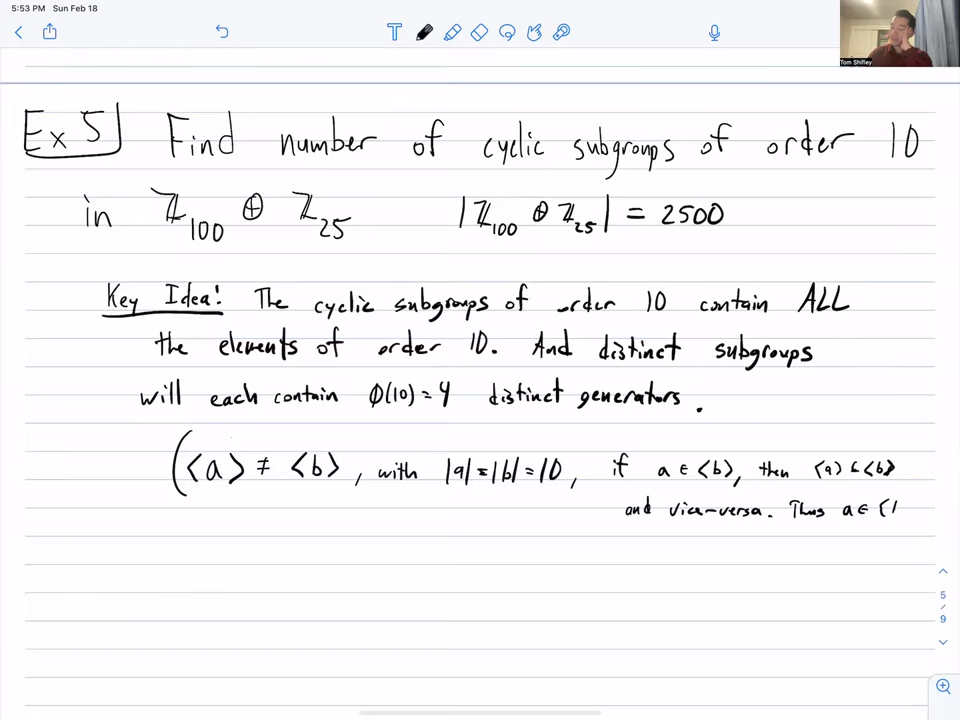 5:53 PM Sun Feb 18
Tom Shifley
Ex 5 Find number of cyclic subgroups of order 10
in ℤ₁₀₀ ⊕ ℤ₂₅ |ℤ₁₀₀ ⊕ ℤ₂₅| = 2500
Key Idea! The cyclic subgroups of order 10 contain ALL
the elements of order 10. And distinct subgroups
will each contain Φ(10) = 4 distinct generators.
(<a> ≠ <b>, with |a|=|b|=10, if a ∈ <b>, then <a> ⊆ <b>
and vice-versa. Thus a ∈
5
/
9